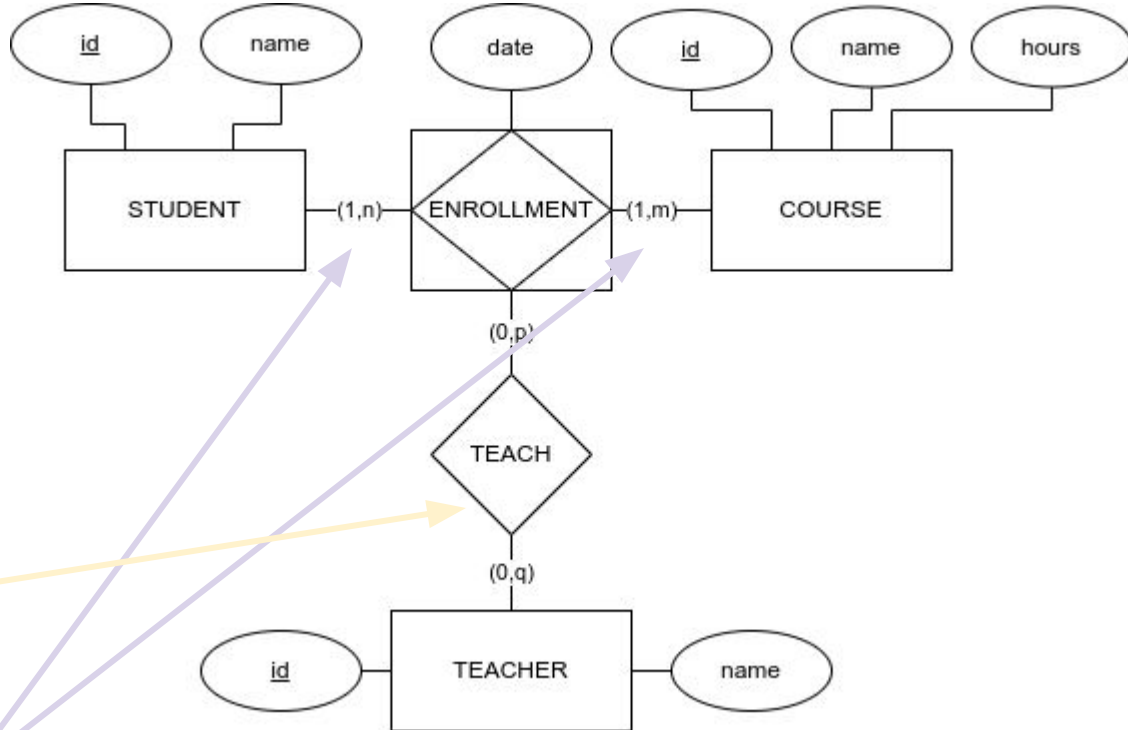 id
name
date
id
name
hours
STUDENT
(1,n)
ENROLLMENT
(1,m)
COURSE
(0,p)
TEACH
(0,q)
id
TEACHER
name